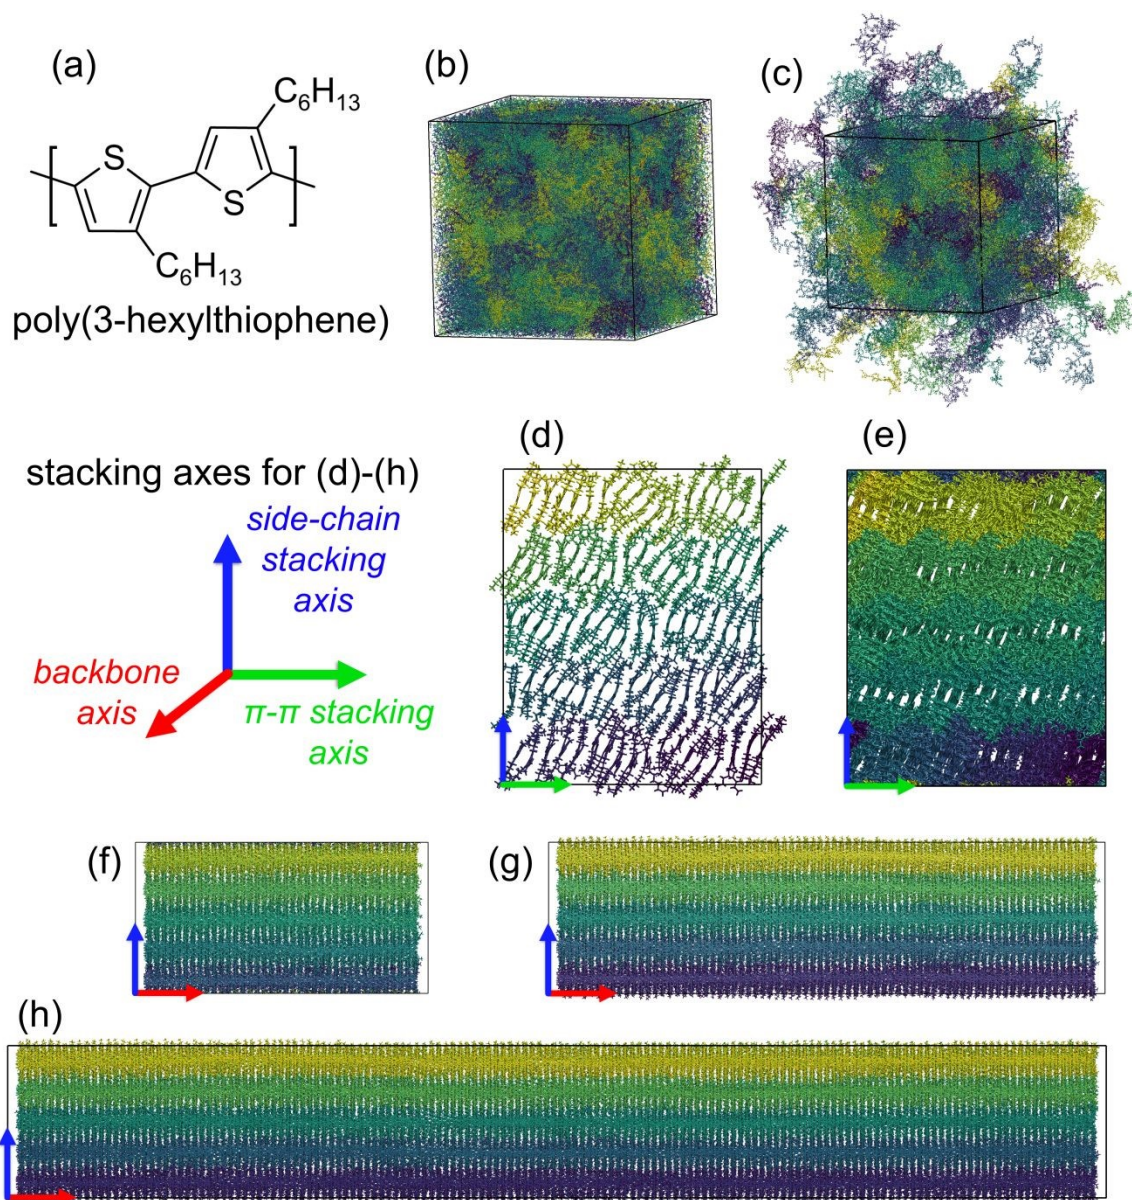 (a)
C6H13
S
S
C6H13
poly(3-hexylthiophene)
(b)
(c)
stacking axes for (d)-(h)
side-chain
stacking
axis
backbone
axis
π-π stacking
axis
(d)
(e)
(f)
(g)
(h)